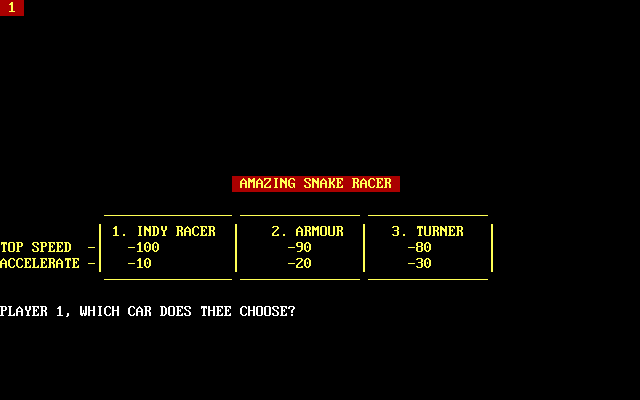 1
AMAZING SNAKE RACER
1. INDY RACER 2. ARMOUR 3. TURNER
TOP SPEED - -100 -90 -80
ACCELERATE - -10 -20 -30
PLAYER 1, WHICH CAR DOES THEE CHOOSE?